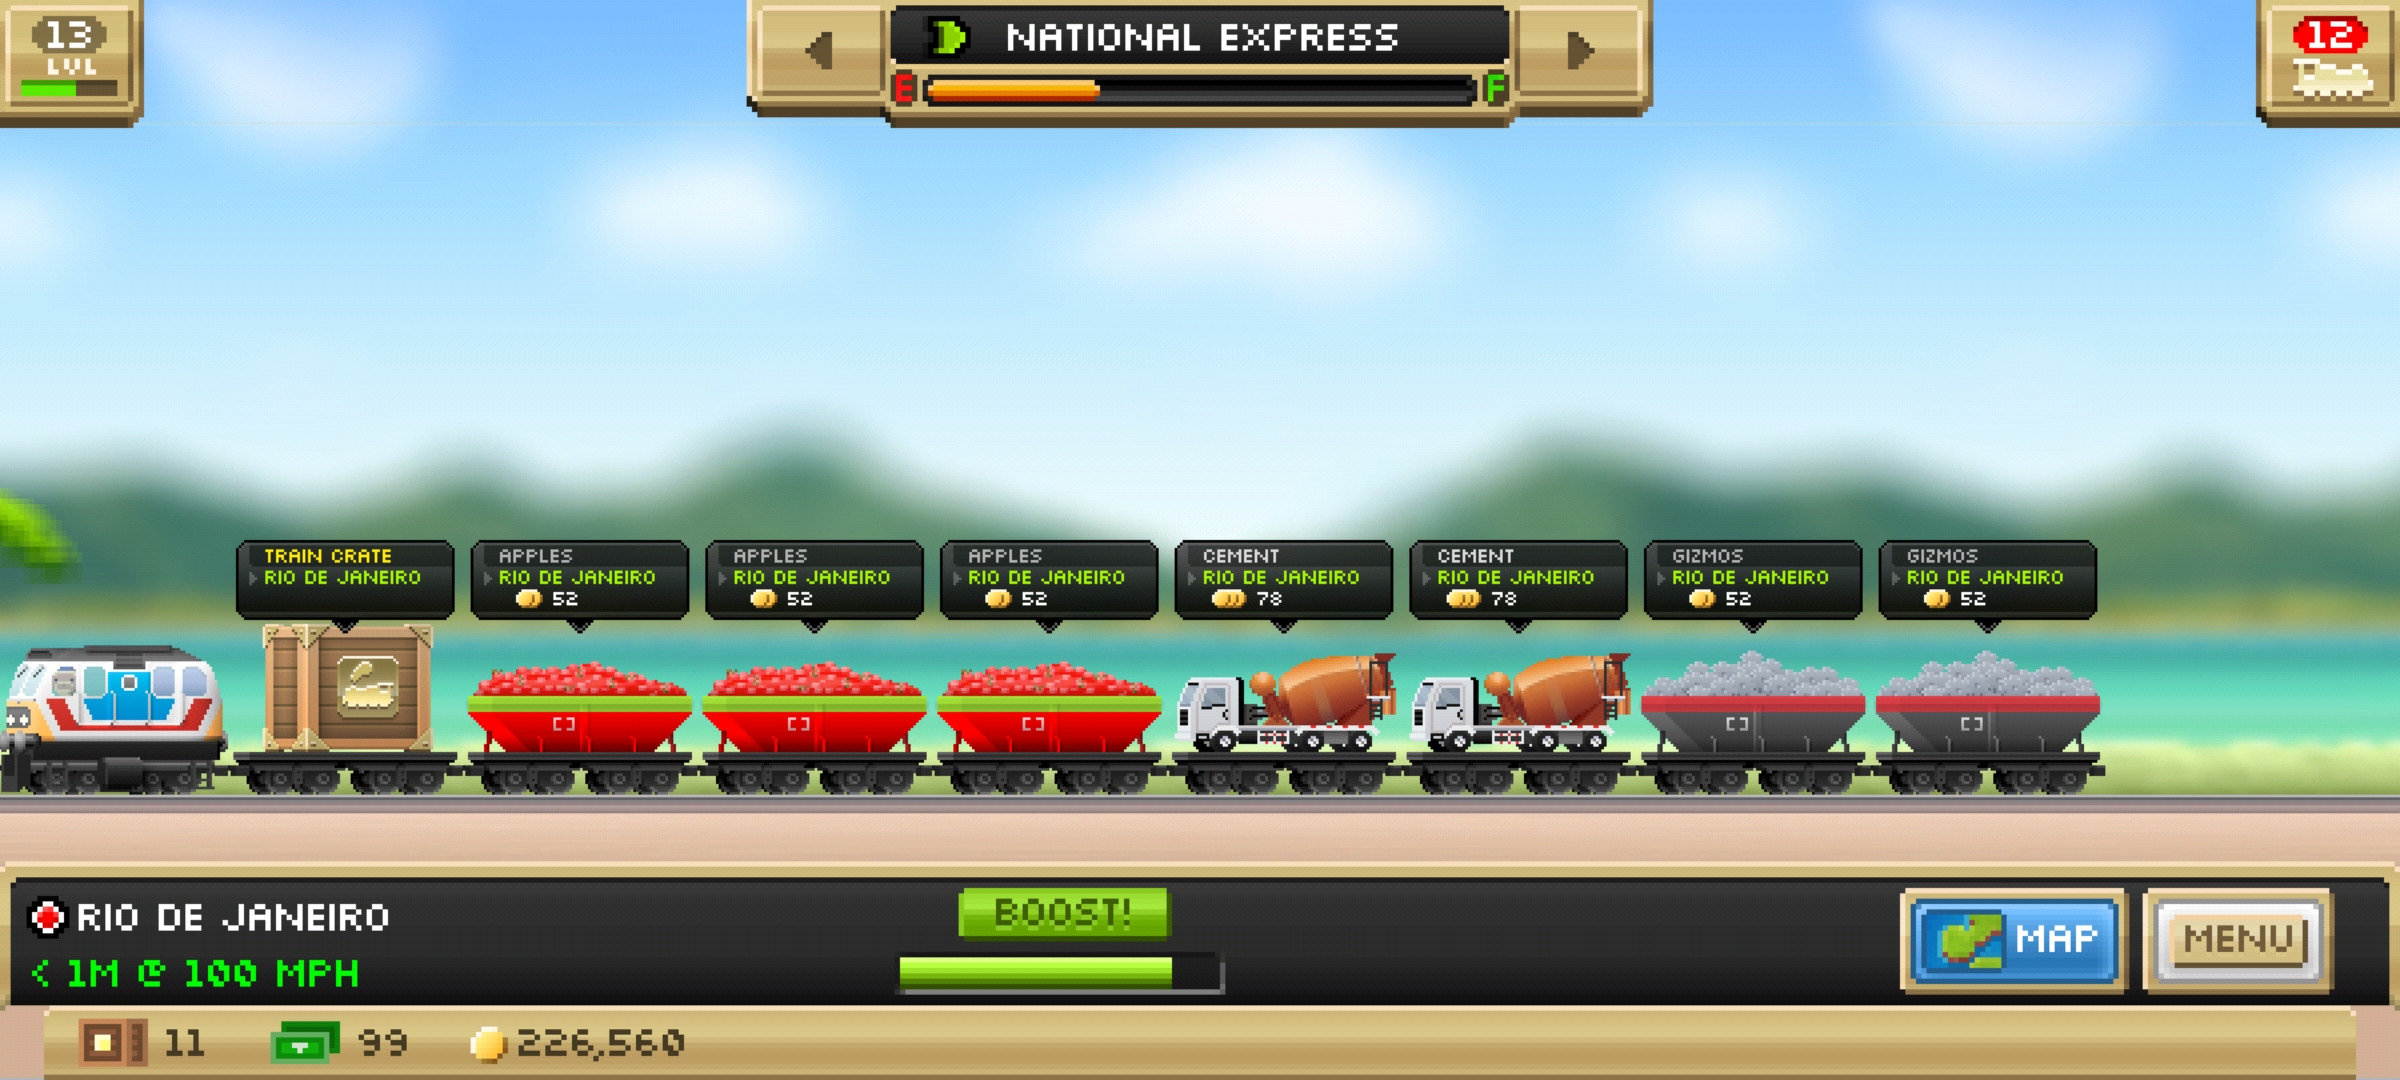 13
LVL
NATIONAL EXPRESS
E F
12
TRAIN CRATE
RIO DE JANEIRO
APPLES
RIO DE JANEIRO
52
APPLES
RIO DE JANEIRO
52
APPLES
RIO DE JANEIRO
52
CEMENT
RIO DE JANEIRO
78
CEMENT
RIO DE JANEIRO
78
GIZMOS
RIO DE JANEIRO
52
GIZMOS
RIO DE JANEIRO
52
RIO DE JANEIRO
< 1M @ 100 MPH
BOOST!
MAP
MENU
11
99
226,560